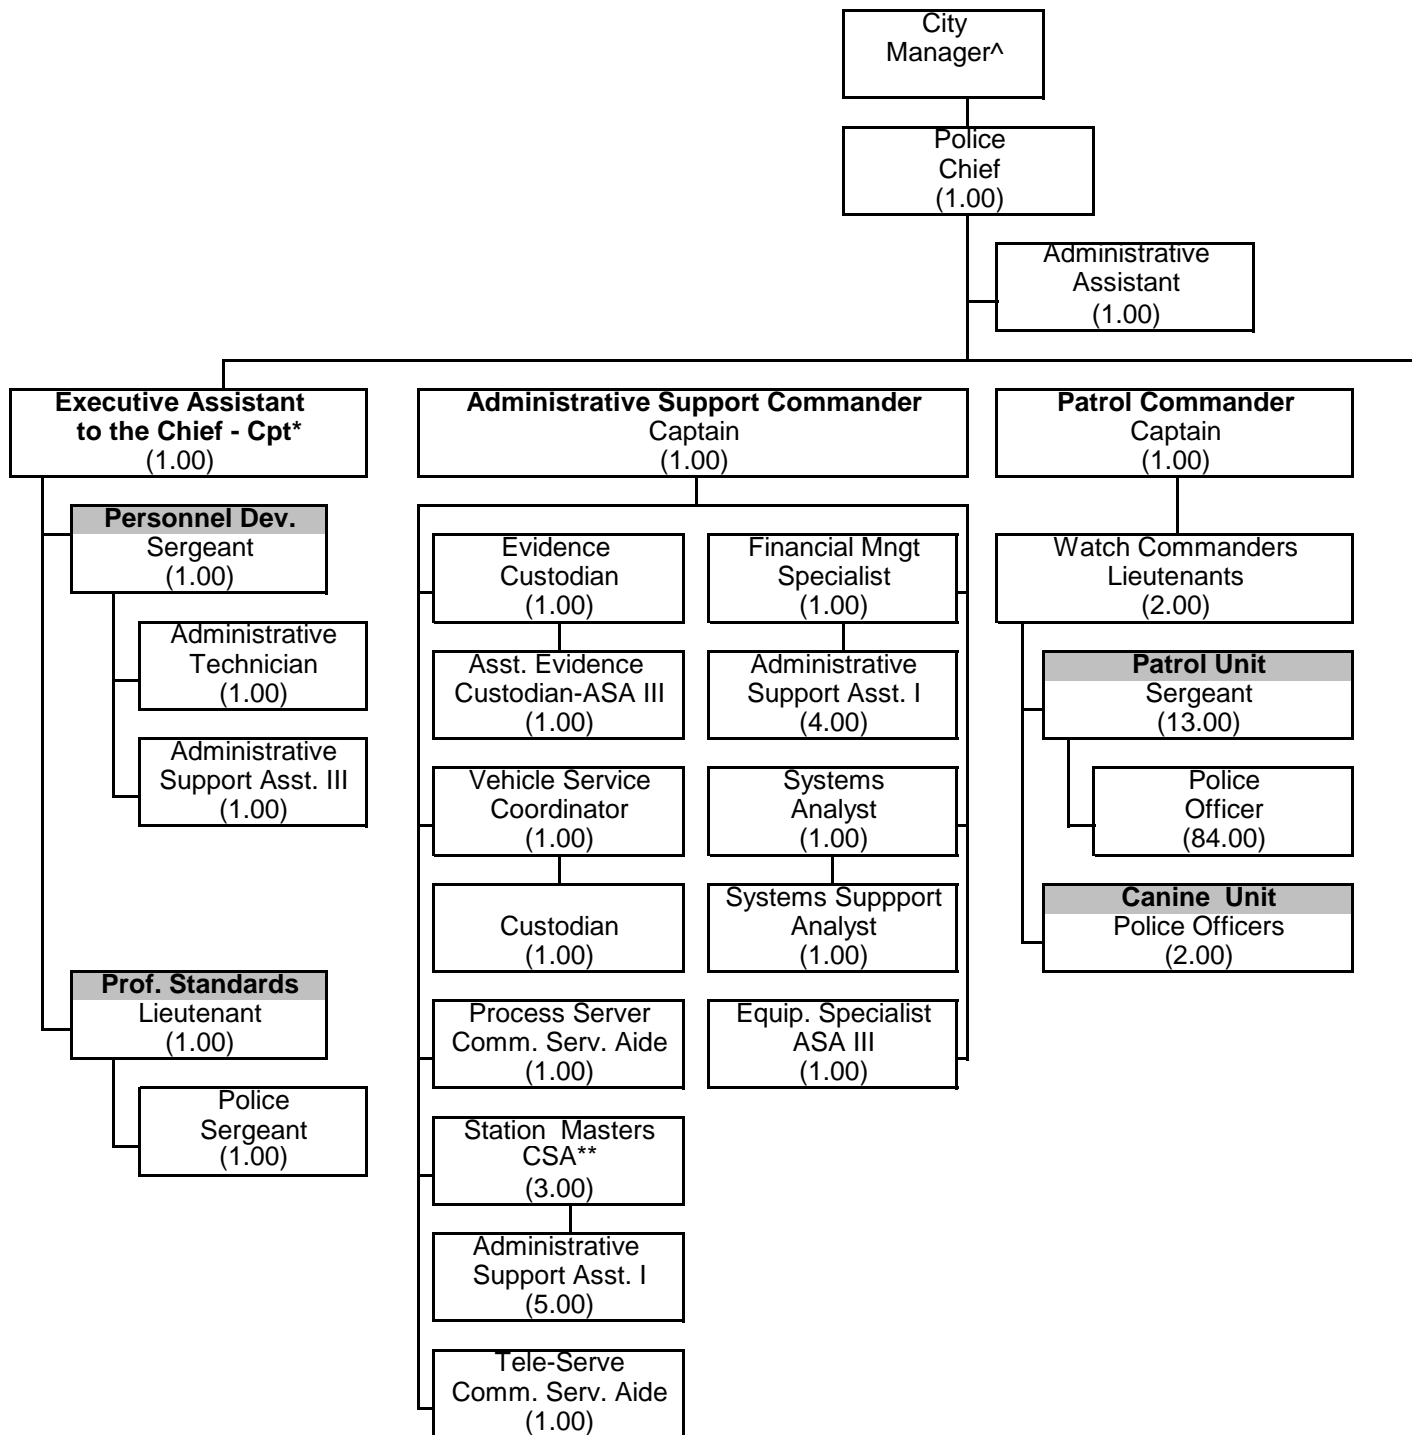 City
Manager^
Police
Chief
(1.00)
Administrative
Assistant
(1.00)
Executive Assistant
to the Chief - Cpt*
(1.00)
Personnel Dev.
Sergeant
(1.00)
Administrative
Technician
(1.00)
Administrative
Support Asst. III
(1.00)
Prof. Standards
Lieutenant
(1.00)
Police
Sergeant
(1.00)
Administrative Support Commander
Captain
(1.00)
Evidence
Custodian
(1.00)
Asst. Evidence
Custodian-ASA III
(1.00)
Vehicle Service
Coordinator
(1.00)
Custodian
(1.00)
Process Server
Comm. Serv. Aide
(1.00)
Station Masters
CSA**
(3.00)
Administrative
Support Asst. I
(5.00)
Tele-Serve
Comm. Serv. Aide
(1.00)
Financial Mngt
Specialist
(1.00)
Administrative
Support Asst. I
(4.00)
Systems
Analyst
(1.00)
Systems Suppport
Analyst
(1.00)
Equip. Specialist
ASA III
(1.00)
Patrol Commander
Captain
(1.00)
Watch Commanders
Lieutenants
(2.00)
Patrol Unit
Sergeant
(13.00)
Police
Officer
(84.00)
Canine Unit
Police Officers
(2.00)